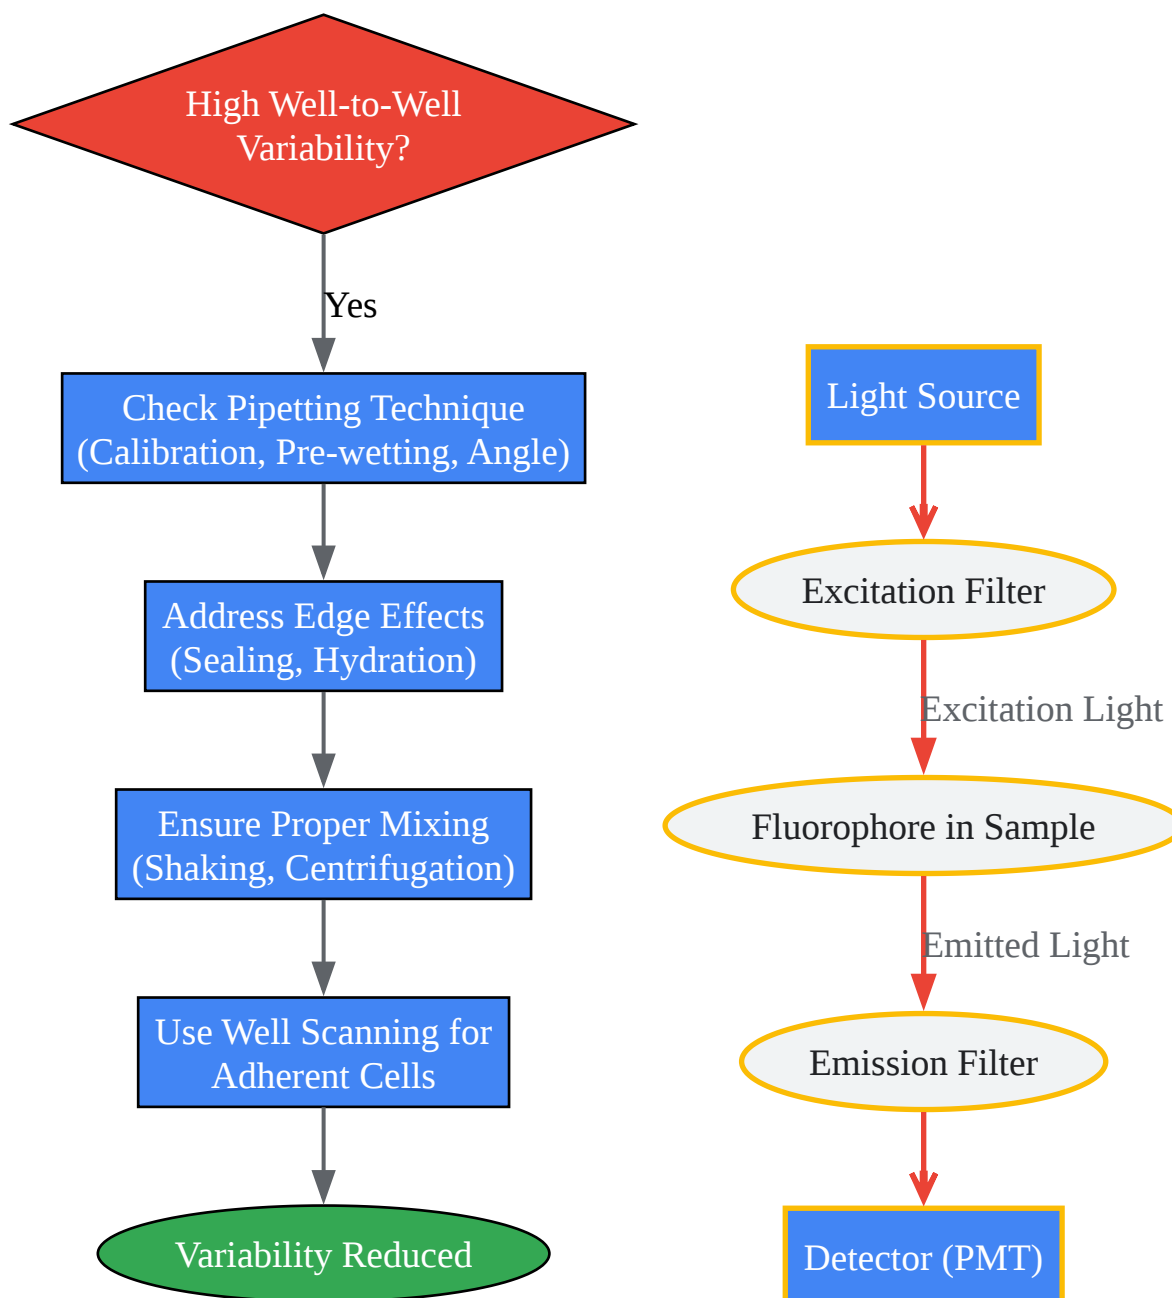 High Well-to-Well
Variability?
Yes
Check Pipetting Technique
(Calibration, Pre-wetting, Angle)
Address Edge Effects
(Sealing, Hydration)
Ensure Proper Mixing
(Shaking, Centrifugation)
Use Well Scanning for
Adherent Cells
Variability Reduced
Light Source
Excitation Filter
Excitation Light
Fluorophore in Sample
Emitted Light
Emission Filter
Detector (PMT)